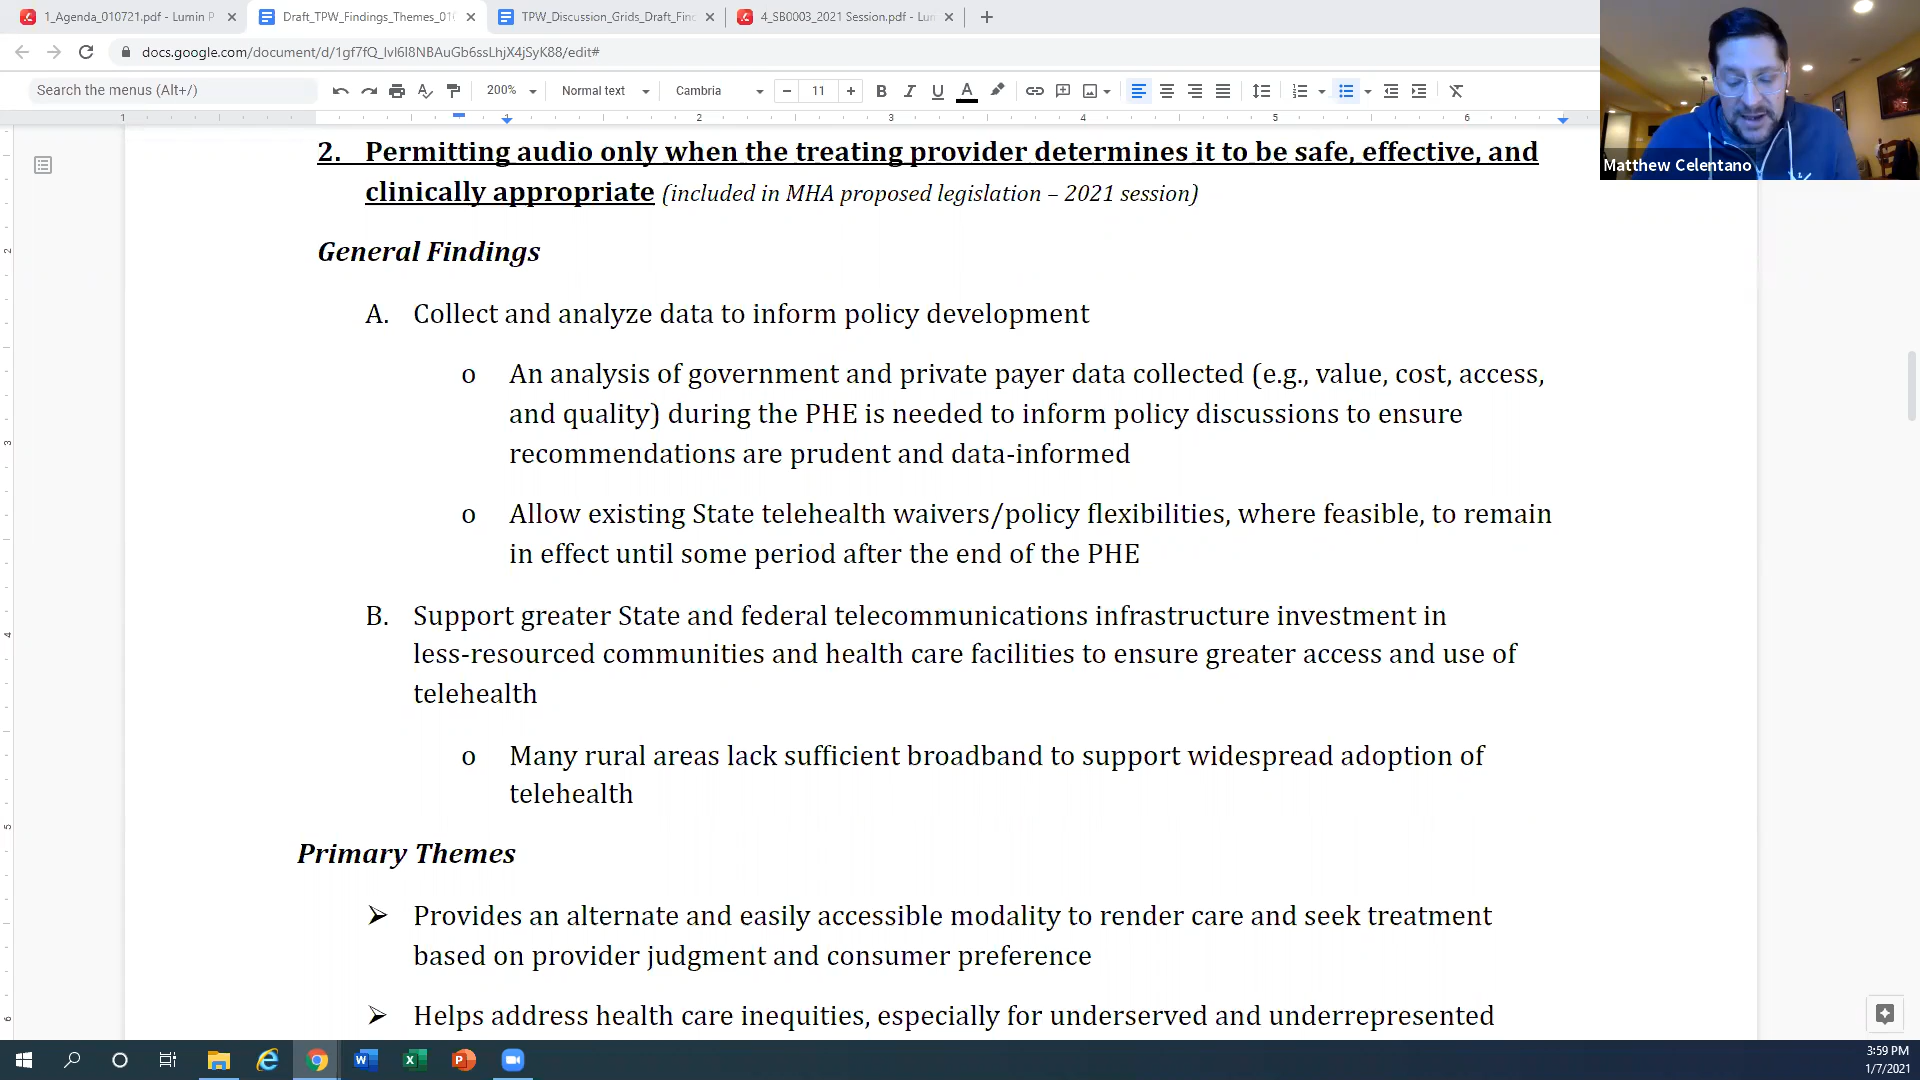 1_Agenda_010721.pdf - Lumin P
Draft_TPW_Findings_Themes_010
TPW_Discussion_Grids_Draft_Finc
4_SB0003_2021 Session.pdf - Lun
docs.google.com/document/d/1gf7fQ_lvl6l8NBAuGb6ssLhjX4jSyK88/edit#
Search the menus (Alt+/)
200%
Normal text
Cambria
11
Matthew Celentano
2. Permitting audio only when the treating provider determines it to be safe, effective, and
clinically appropriate (included in MHA proposed legislation – 2021 session)
General Findings
A. Collect and analyze data to inform policy development
o An analysis of government and private payer data collected (e.g., value, cost, access,
and quality) during the PHE is needed to inform policy discussions to ensure
recommendations are prudent and data-informed
o Allow existing State telehealth waivers/policy flexibilities, where feasible, to remain
in effect until some period after the end of the PHE
B. Support greater State and federal telecommunications infrastructure investment in
less-resourced communities and health care facilities to ensure greater access and use of
telehealth
o Many rural areas lack sufficient broadband to support widespread adoption of
telehealth
Primary Themes
➢ Provides an alternate and easily accessible modality to render care and seek treatment
based on provider judgment and consumer preference
➢ Helps address health care inequities, especially for underserved and underrepresented
3:59 PM
1/7/2021